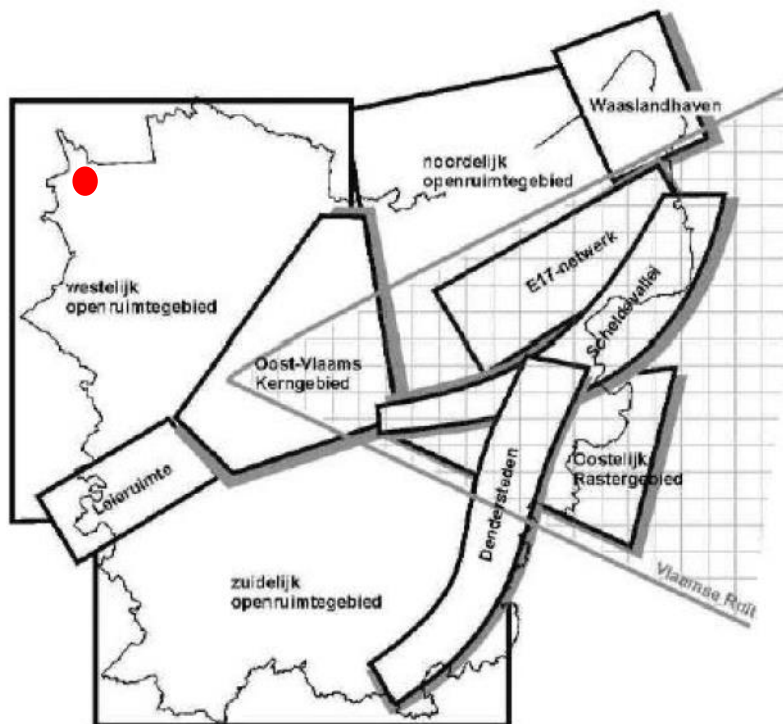 Waaslandhaven
noordelijk
openruimtegebied
E17-netwerk
Scheldevallei
westelijk
openruimtegebied
Oost-Vlaams
Kerngebied
Leieruimte
Oostelijk
Rastergebied
Dendersteden
zuidelijk
openruimtegebied
Vlaamse Ruit